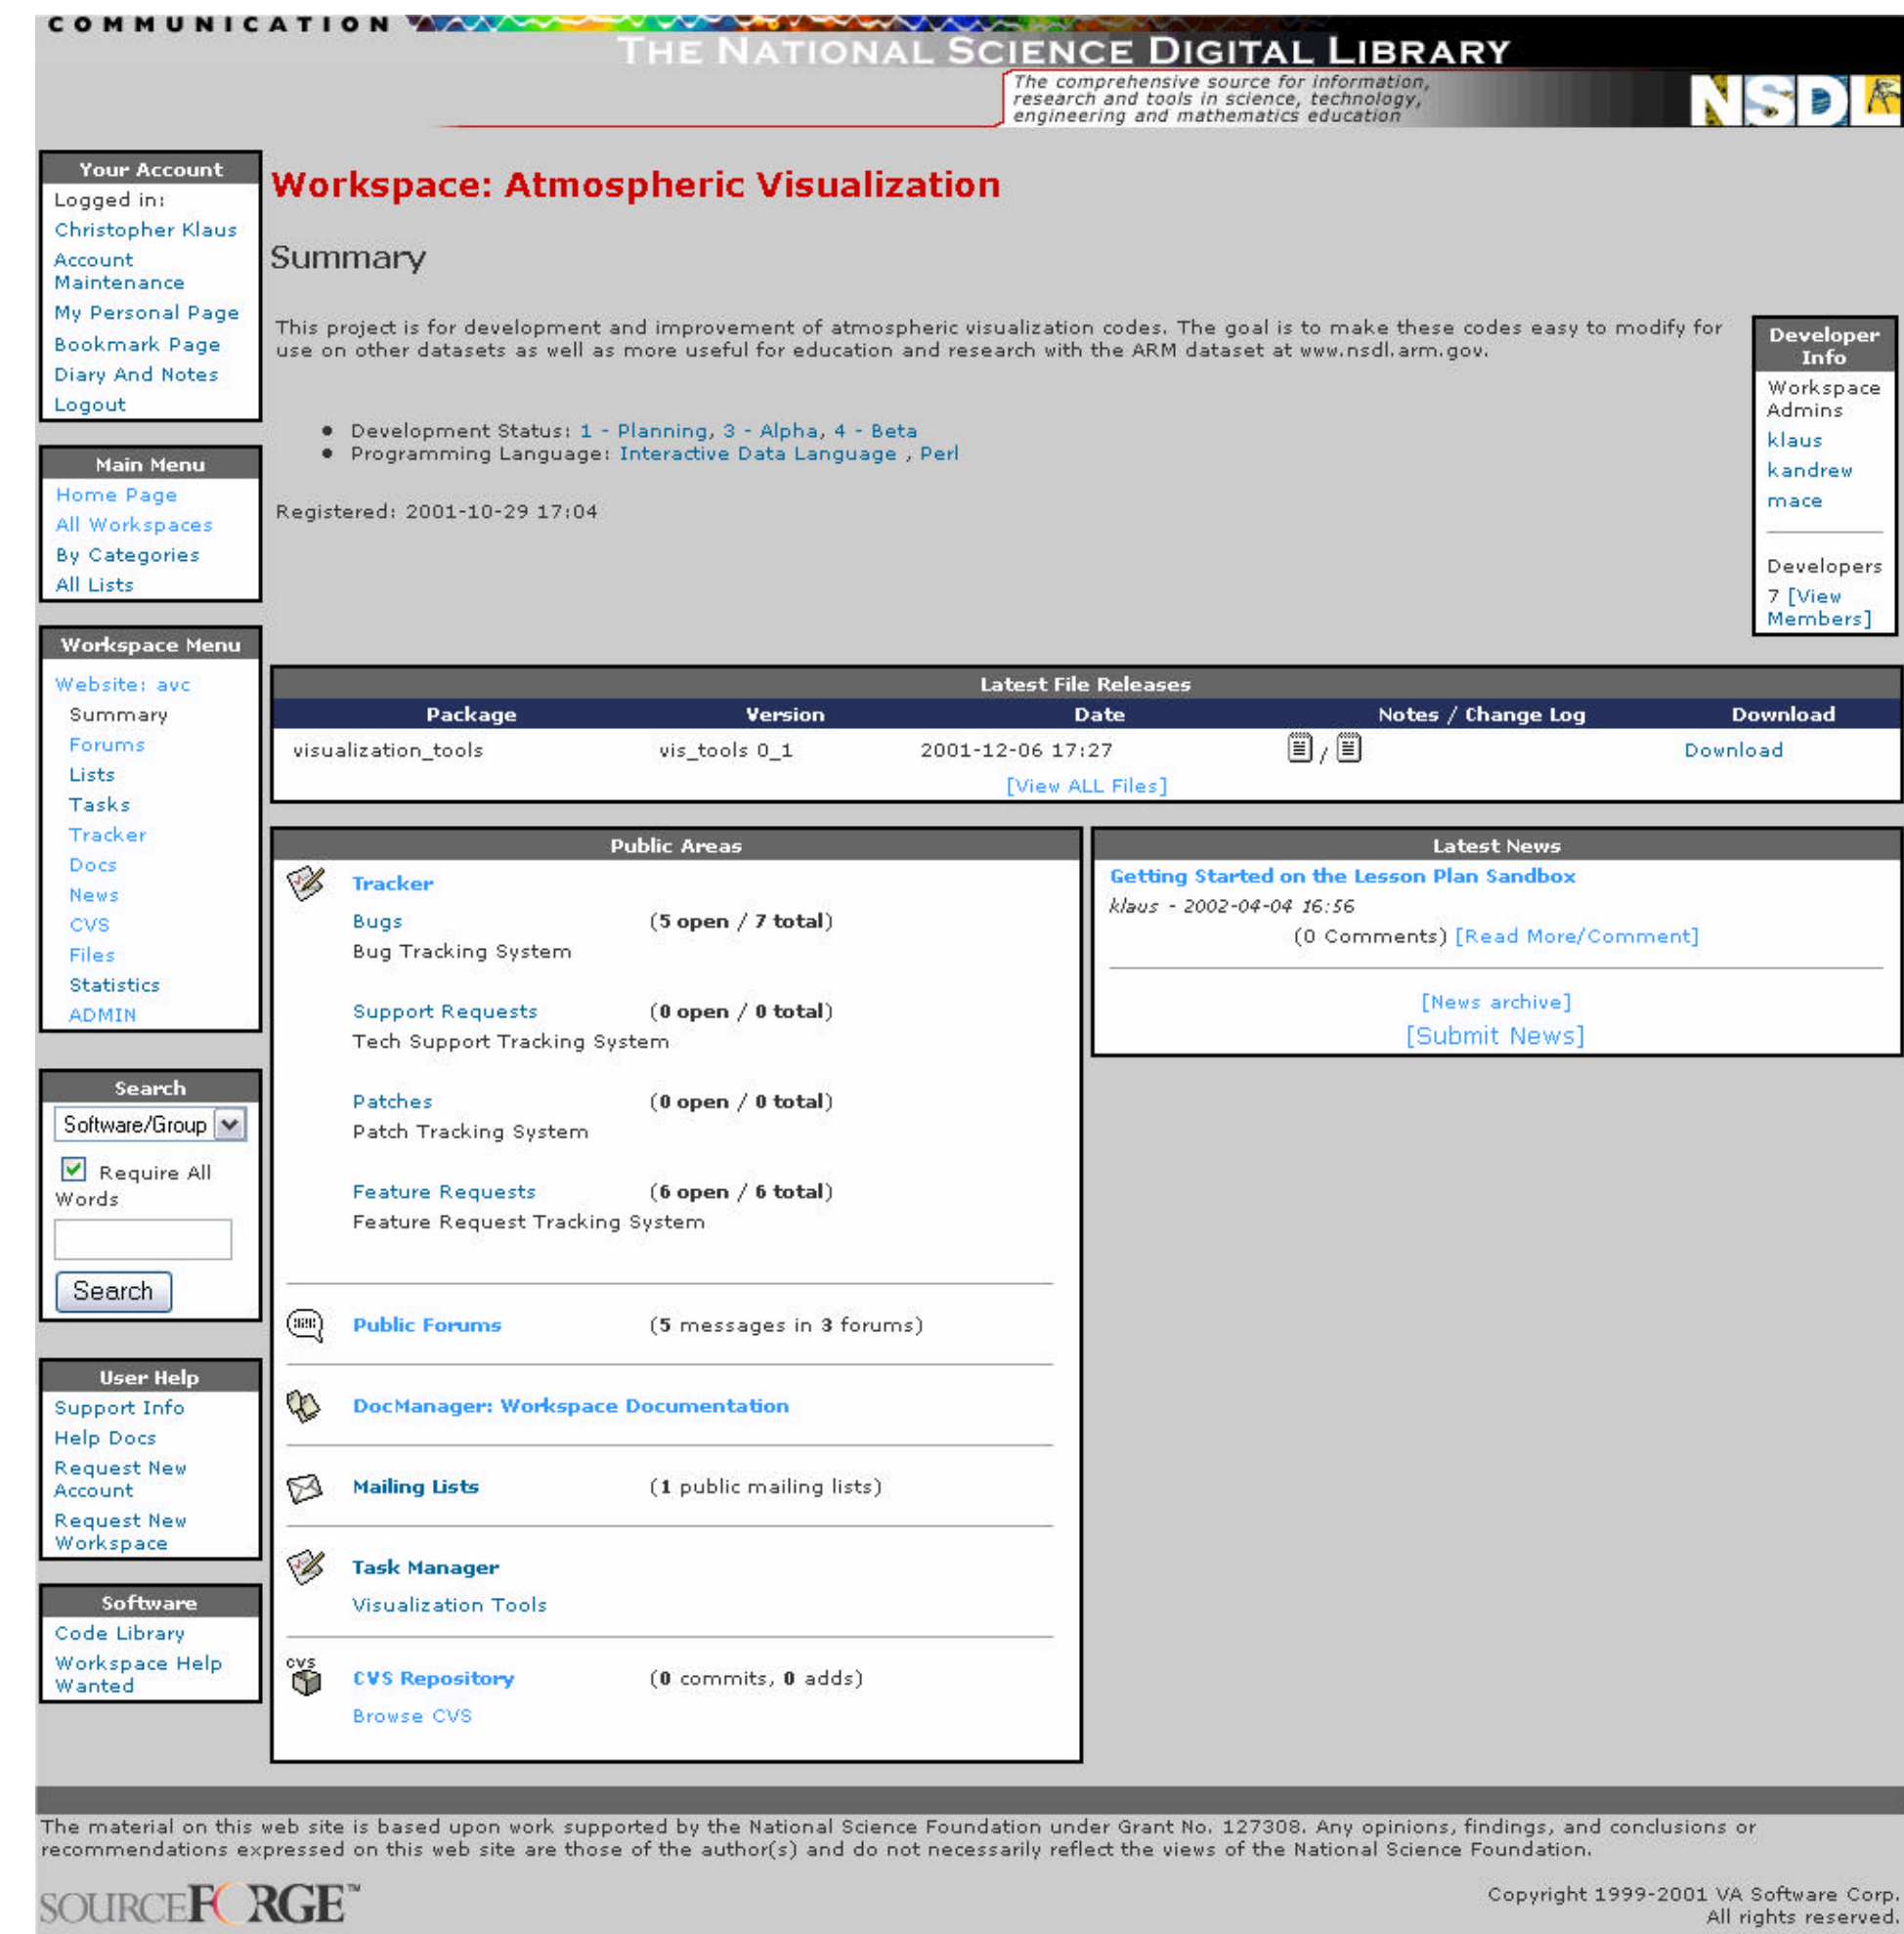 COMMUNICATION
THE NATIONAL SCIENCE DIGITAL LIBRARY
The comprehensive source for information,
research and tools in science, technology,
engineering and mathematics education
NSDL
Your Account
Logged in:
Christopher Klaus
Account
Maintenance
My Personal Page
Bookmark Page
Diary And Notes
Logout
Main Menu
Home Page
All Workspaces
By Categories
All Lists
Workspace Menu
Website: avc
Summary
Forums
Lists
Tasks
Tracker
Docs
News
CVS
Files
Statistics
ADMIN
Search
Software/Group
Require All
Words
Search
User Help
Support Info
Help Docs
Request New
Account
Request New
Workspace
Software
Code Library
Workspace Help
Wanted
Workspace: Atmospheric Visualization
Summary
This project is for development and improvement of atmospheric visualization codes. The goal is to make these codes easy to modify for
use on other datasets as well as more useful for education and research with the ARM dataset at www.nsdl.arm.gov.
Development Status: 1 - Planning, 3 - Alpha, 4 - Beta
Programming Language: Interactive Data Language , Perl
Registered: 2001-10-29 17:04
Developer
Info
Workspace
Admins
klaus
kandrew
mace
Developers
7 [View
Members]
Latest File Releases
Package Version Date Notes / Change Log Download
visualization_tools vis_tools 0_1 2001-12-06 17:27 / Download
[View ALL Files]
Public Areas
Tracker
Bugs (5 open / 7 total)
Bug Tracking System
Support Requests (0 open / 0 total)
Tech Support Tracking System
Patches (0 open / 0 total)
Patch Tracking System
Feature Requests (6 open / 6 total)
Feature Request Tracking System
Public Forums (5 messages in 3 forums)
DocManager: Workspace Documentation
Mailing Lists (1 public mailing lists)
Task Manager
Visualization Tools
CVS
CVS Repository (0 commits, 0 adds)
Browse CVS
Latest News
Getting Started on the Lesson Plan Sandbox
klaus - 2002-04-04 16:56
(0 Comments) [Read More/Comment]
[News archive]
[Submit News]
The material on this web site is based upon work supported by the National Science Foundation under Grant No. 127308. Any opinions, findings, and conclusions or
recommendations expressed on this web site are those of the author(s) and do not necessarily reflect the views of the National Science Foundation.
SOURCEFORGE™
Copyright 1999-2001 VA Software Corp.
All rights reserved.